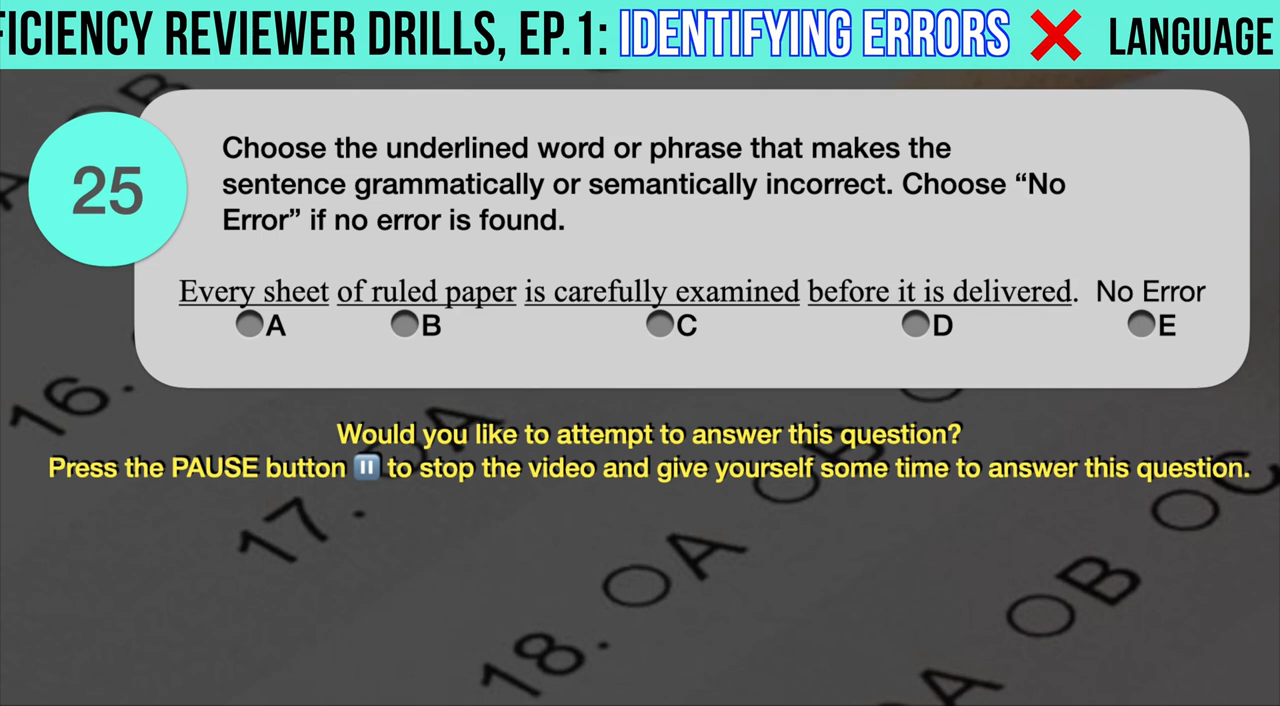 FICIENCY REVIEWER DRILLS, EP.1: IDENTIFYING ERRORS ❌ LANGUAGE
25
Choose the underlined word or phrase that makes the
sentence grammatically or semantically incorrect. Choose “No
Error” if no error is found.
Every sheet of ruled paper is carefully examined before it is delivered. No Error
A B C D E
Would you like to attempt to answer this question?
Press the PAUSE button ⏸ to stop the video and give yourself some time to answer this question.
B
A
16.
A
B
17.
C
18. A
B
A